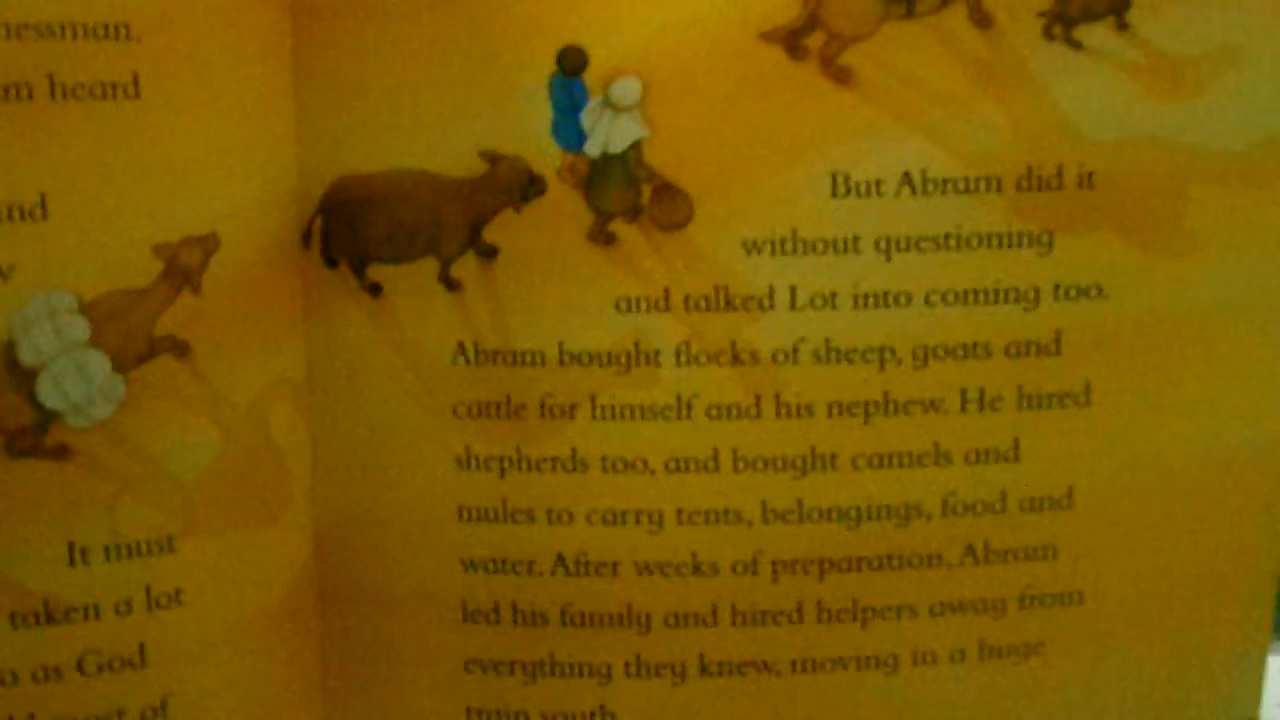 heard
It must
taken a lot
as God
of
But Abram did it
without questioning
and talked Lot into coming too.
Abram bought flocks of sheep, goats and
cattle for himself and his nephew. He hired
shepherds too, and bought camels and
mules to carry tents, belongings, food and
water. After weeks of preparation, Abram
led his family and hired helpers away from
everything they knew, moving in a huge
train south